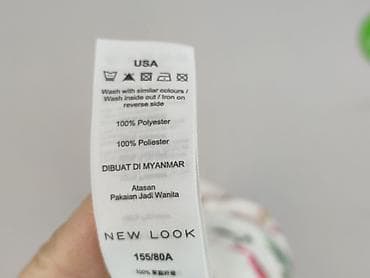 USA
Wash with similar colours /
Wash inside out / Iron on
reverse side
100% Polyester
100% Poliester
DIBUAT DI MYANMAR
Atasan
Pakaian Jadi Wanita
NEW LOOK
155/80A
100%